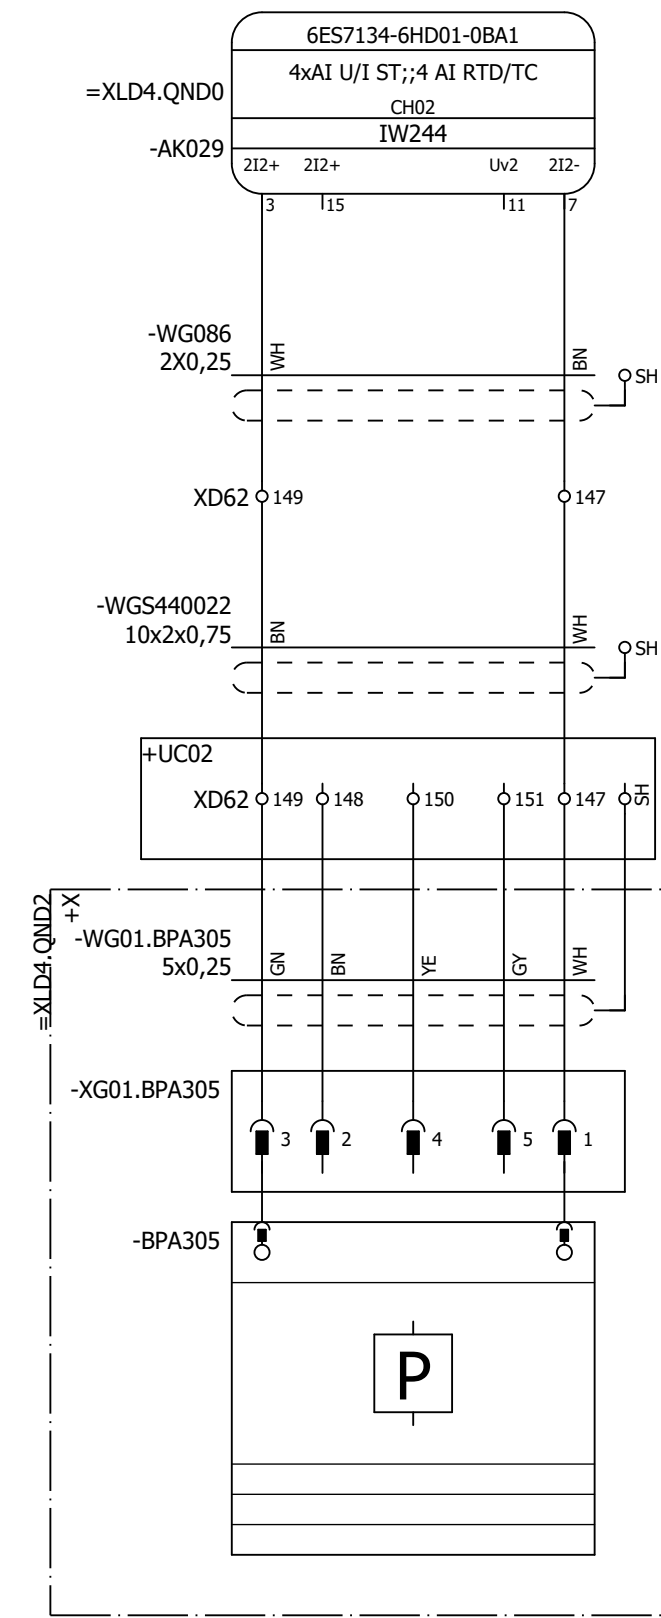 6ES7134-6HD01-0BA1
4xAI U/I ST;;4 AI RTD/TC
=XLD4.QND0
CH02
IW244
-AK029
2I2+ 2I2+ Uv2 2I2-
3 15 11 7
-WG086
2X0,25 WH BN SH
XD62 149 147
-WGS440022
10x2x0,75 BN WH SH
+UC02
XD62 149 148 150 151 147 SH
=XLD4.QND2
+X
-WG01.BPA305
5x0,25 GN BN YE GY WH
-XG01.BPA305
3 2 4 5 1
-BPA305
P